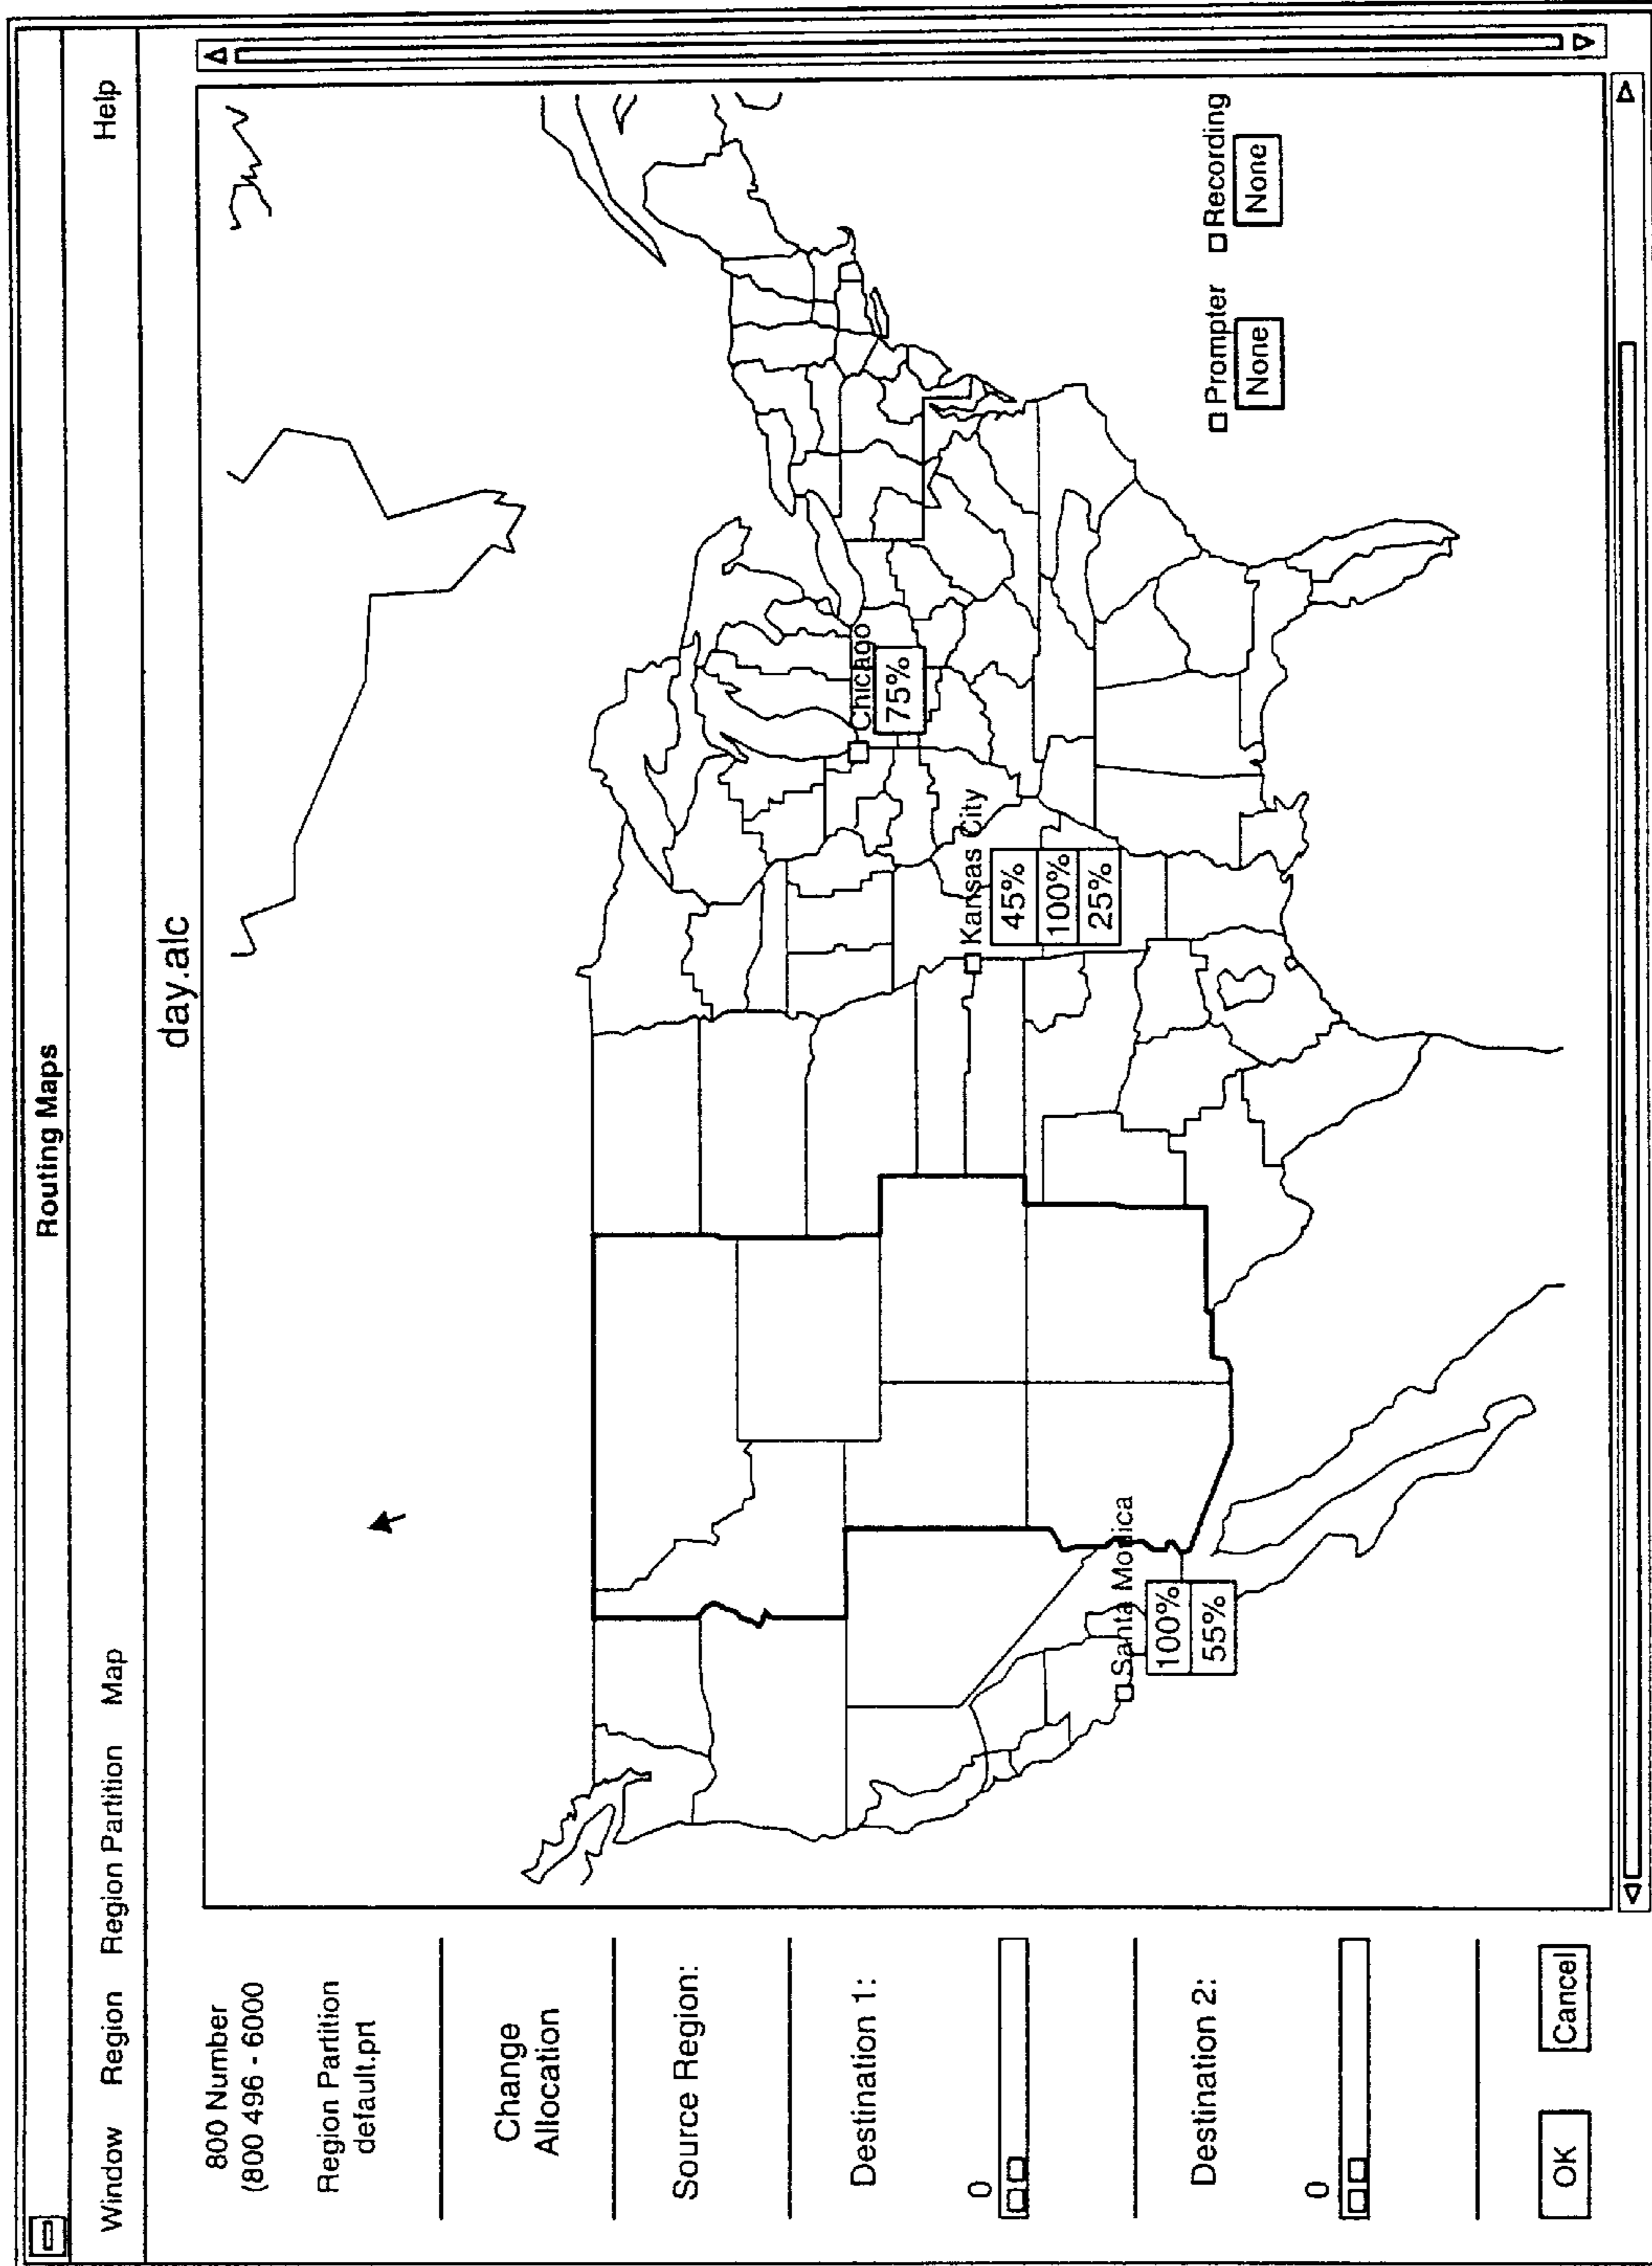 Routing Maps
Window Region Region Partition Map Help
day.alc
800 Number
(800 496 - 6000
Region Partition
default.prt
Change
Allocation
Source Region:
Destination 1:
0
Destination 2:
0
OK
Cancel
Chicago
75%
Kansas City
45%
100%
25%
Santa Monica
100%
55%
Prompter
None
Recording
None